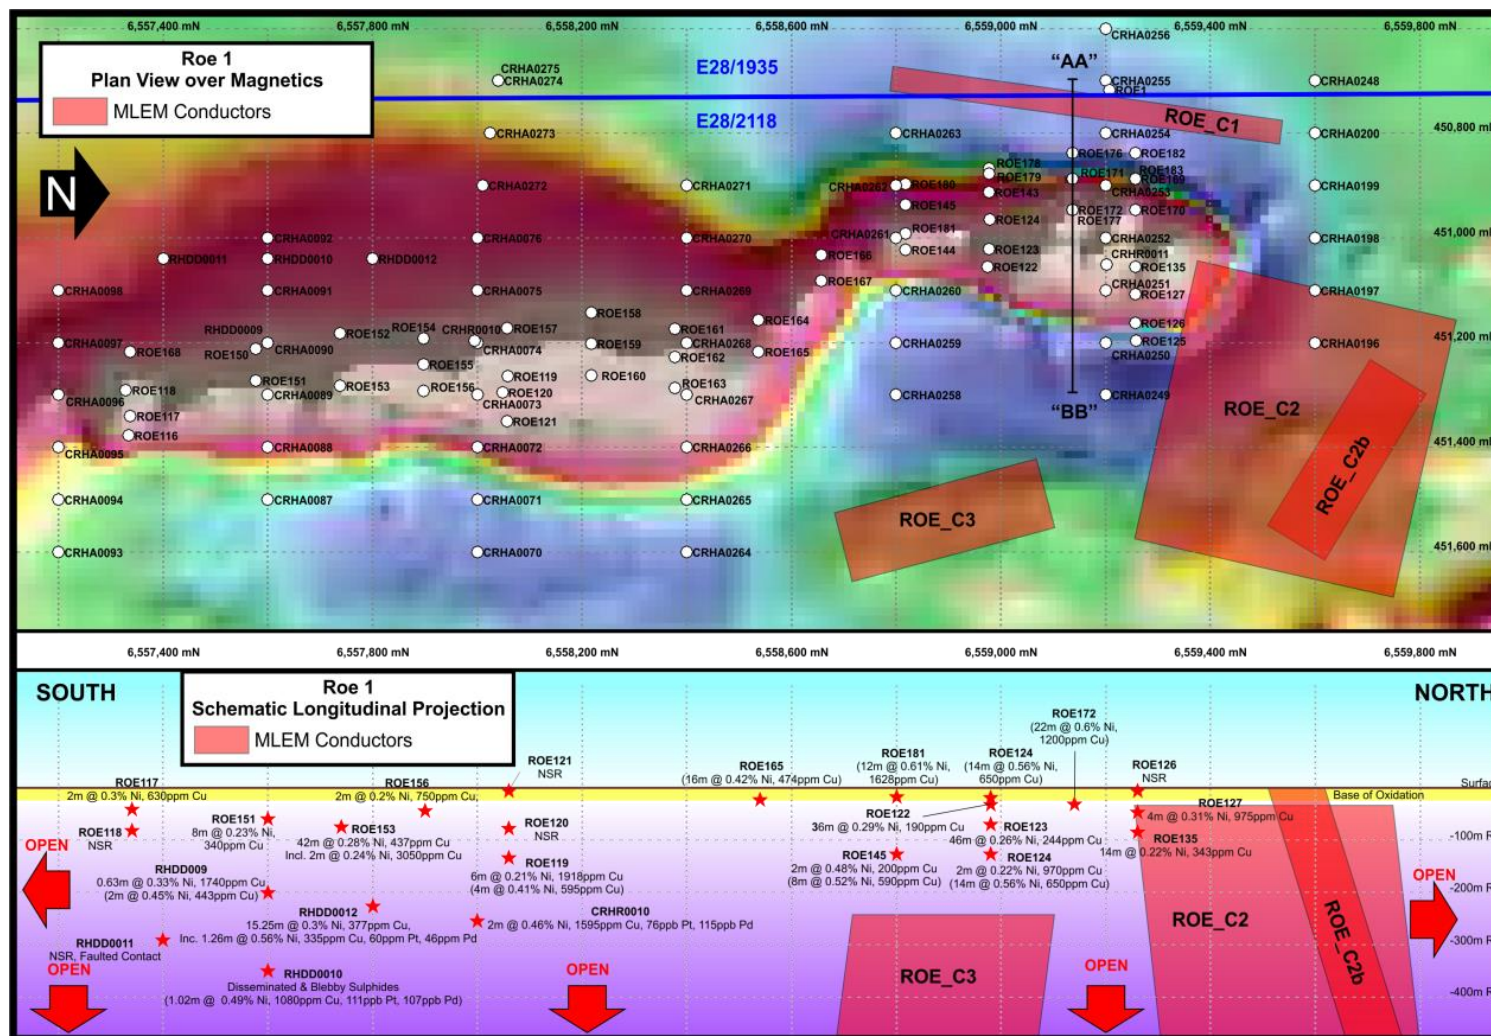 6,557,400 mN
6,557,800 mN
6,558,200 mN
6,558,600 mN
6,559,000 mN
6,559,400 mN
6,559,800 mN
Roe 1
Plan View over Magnetics
MLEM Conductors
N
E28/1935
E28/2118
"AA"
"BB"
CRHA0256
CRHA0275
CRHA0274
CRHA0255
ROE1
CRHA0248
ROE_C1
450,800 m
CRHA0273
CRHA0263
CRHA0254
CRHA0200
ROE176
ROE182
ROE178
ROE179
ROE171
ROE183
ROE169
CRHA0272
CRHA0271
CRHA0262
ROE180
ROE143
CRHA0253
CRHA0199
ROE145
ROE172
ROE170
ROE124
ROE177
CRHA0092
CRHA0076
CRHA0270
CRHA0261
ROE181
CRHA0252
CRHA0198
451,000 m
RHDD0011
RHDD0010
RHDD0012
ROE166
ROE144
ROE123
CRHR0011
ROE122
ROE135
ROE167
CRHA0098
CRHA0091
CRHA0075
CRHA0269
CRHA0260
CRHA0251
ROE127
CRHA0197
ROE158
ROE164
ROE126
RHDD0009
ROE152
ROE154
CRHR0010
ROE157
ROE161
CRHA0097
ROE168
ROE150
CRHA0090
CRHA0074
ROE159
CRHA0268
ROE165
CRHA0259
ROE125
CRHA0250
CRHA0196
451,200 m
ROE162
ROE155
ROE151
ROE153
ROE119
ROE160
ROE118
ROE156
ROE120
ROE163
CRHA0096
CRHA0089
CRHA0073
CRHA0267
CRHA0258
CRHA0249
ROE_C2
ROE117
ROE121
ROE116
CRHA0095
CRHA0088
CRHA0072
CRHA0266
451,400 m
ROE_C2b
CRHA0094
CRHA0087
CRHA0071
CRHA0265
ROE_C3
CRHA0093
CRHA0070
CRHA0264
451,600 m
6,557,400 mN
6,557,800 mN
6,558,200 mN
6,558,600 mN
6,559,000 mN
6,559,400 mN
6,559,800 mN
SOUTH
NORTH
Roe 1
Schematic Longitudinal Projection
MLEM Conductors
ROE172
(22m @ 0.6% Ni,
1200ppm Cu)
ROE121
NSR
ROE165
(16m @ 0.42% Ni, 474ppm Cu)
ROE181
(12m @ 0.61% Ni,
1628ppm Cu)
ROE124
(14m @ 0.56% Ni,
650ppm Cu)
ROE126
NSR
ROE117
2m @ 0.3% Ni, 630ppm Cu
ROE156
2m @ 0.2% Ni, 750ppm Cu,
Base of Oxidation
ROE127
4m @ 0.31% Ni, 975ppm Cu
ROE118
NSR
ROE151
8m @ 0.23% Ni,
340ppm Cu
ROE153
42m @ 0.28% Ni, 437ppm Cu
Incl. 2m @ 0.24% Ni, 3050ppm Cu
ROE120
NSR
ROE122
36m @ 0.29% Ni, 190ppm Cu
ROE123
46m @ 0.26% Ni, 244ppm Cu
ROE135
14m @ 0.22% Ni, 343ppm Cu
-100m R
OPEN
RHDD009
0.63m @ 0.33% Ni, 1740ppm Cu
(2m @ 0.45% Ni, 443ppm Cu)
ROE119
6m @ 0.21% Ni, 1918ppm Cu
(4m @ 0.41% Ni, 595ppm Cu)
ROE145
2m @ 0.48% Ni, 200ppm Cu
(8m @ 0.52% Ni, 590ppm Cu)
ROE124
2m @ 0.22% Ni, 970ppm Cu
(14m @ 0.56% Ni, 650ppm Cu)
OPEN
-200m R
RHDD0012
15.25m @ 0.3% Ni, 377ppm Cu,
Inc. 1.26m @ 0.56% Ni, 335ppm Cu, 60ppm Pt, 46ppm Pd
CRHR0010
2m @ 0.46% Ni, 1595ppm Cu, 76ppb Pt, 115ppb Pd
RHDD0011
NSR, Faulted Contact
ROE_C2
ROE_C2b
-300m R
OPEN
RHDD0010
Disseminated & Blebby Sulphides
(1.02m @ 0.49% Ni, 1080ppm Cu, 111ppb Pt, 107ppb Pd)
OPEN
ROE_C3
OPEN
-400m R